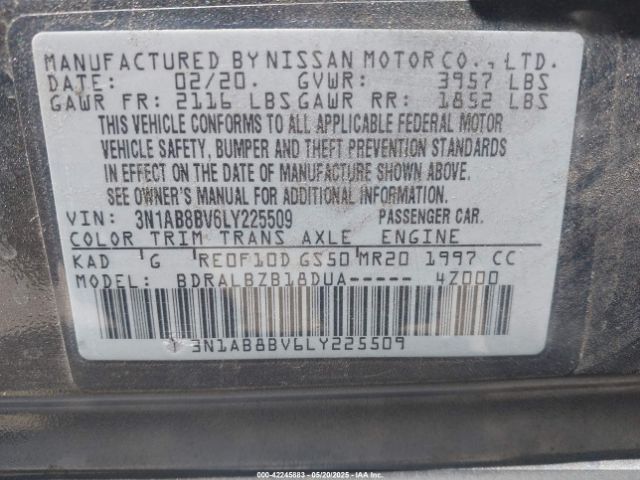 MANUFACTURED BY NISSAN MOTOR CO., LTD.
DATE: 02/20. GVWR: 3957 LBS
GAWR FR: 2116 LBS GAWR RR: 1852 LBS
THIS VEHICLE CONFORMS TO ALL APPLICABLE FEDERAL MOTOR
VEHICLE SAFETY, BUMPER AND THEFT PREVENTION STANDARDS
IN EFFECT ON THE DATE OF MANUFACTURE SHOWN ABOVE.
SEE OWNER'S MANUAL FOR ADDITIONAL INFORMATION.
VIN: 3N1AB8BV6LY225509 PASSENGER CAR.
COLOR TRIM TRANS AXLE ENGINE
KAD G RE0F10D GS50 MR20 1997 CC
MODEL: BDRALBZB18DUA----- 4Z000
3N1AB8BV6LY225509
000-42245883 - 05/20/2025 - IAAI.COM